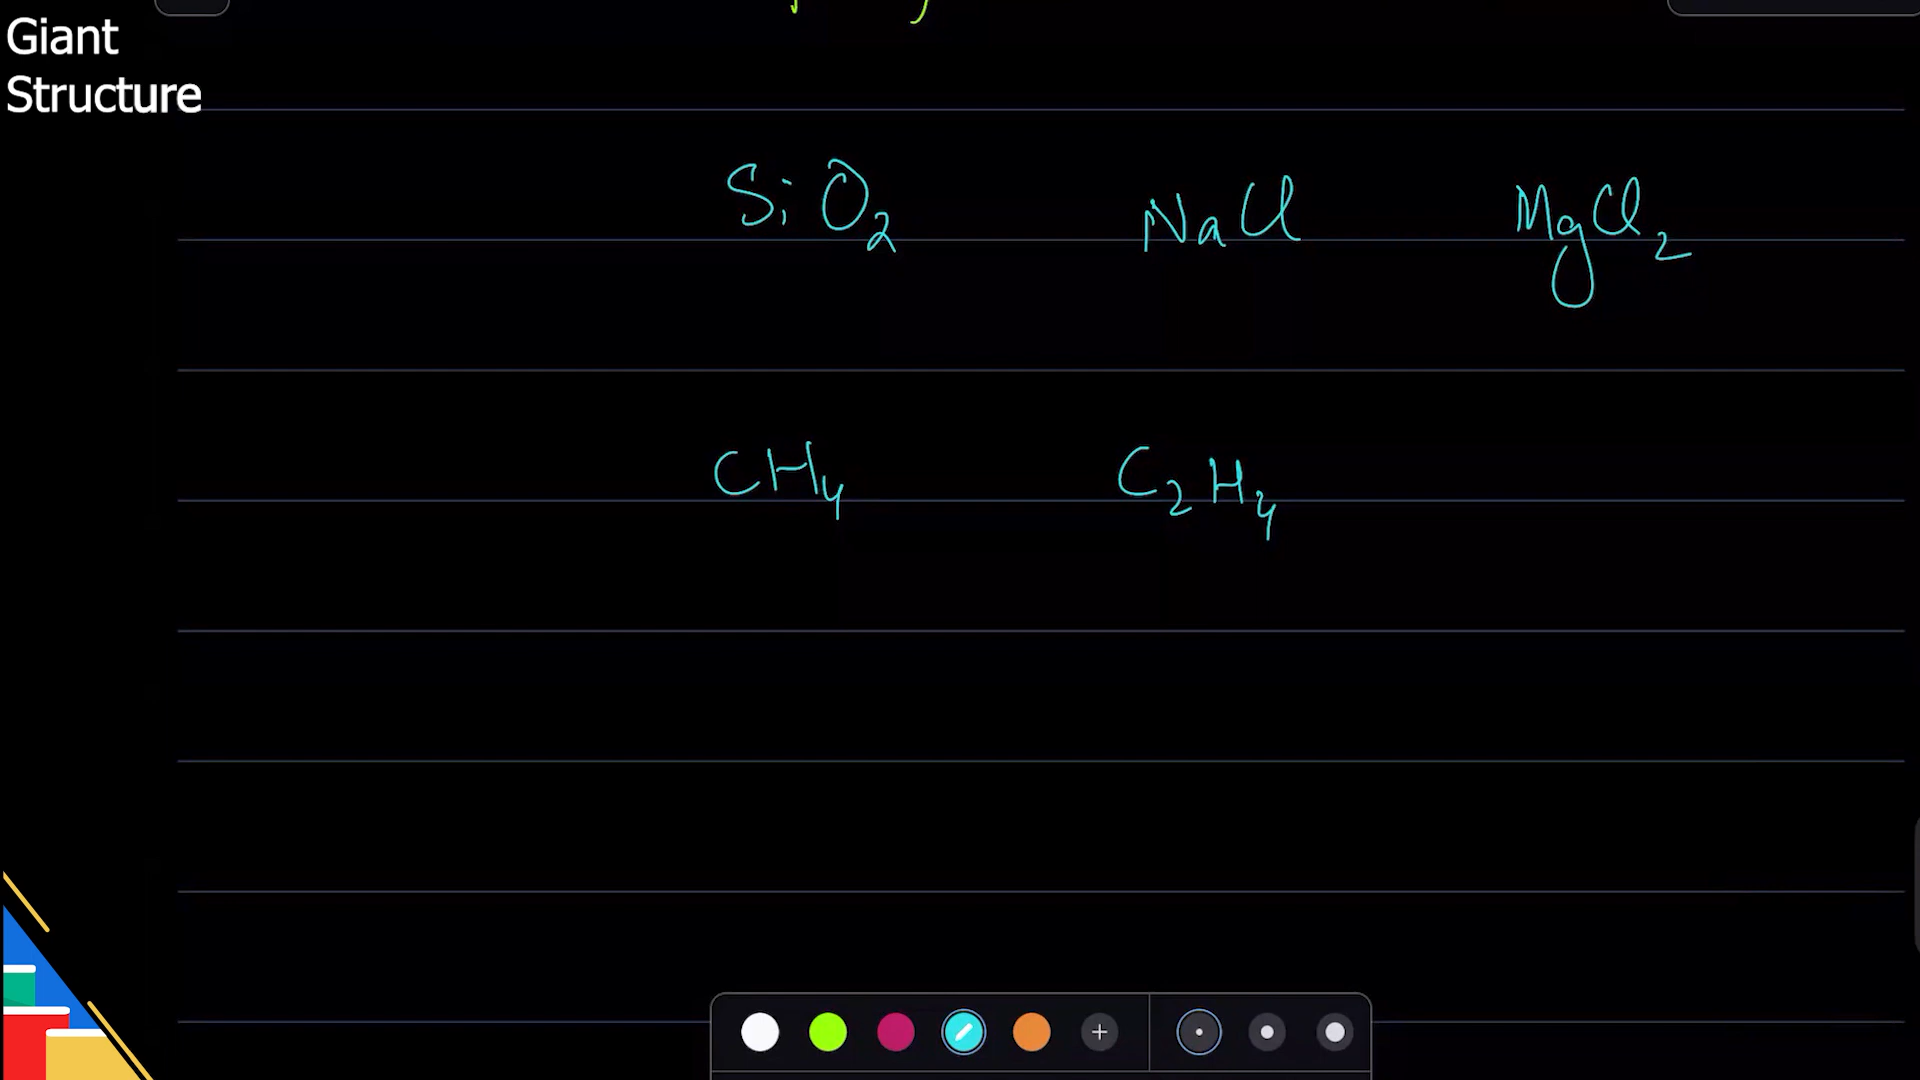 Giant
Structure
SiO₂ NaCl MgCl₂
CH₄ C₂H₄